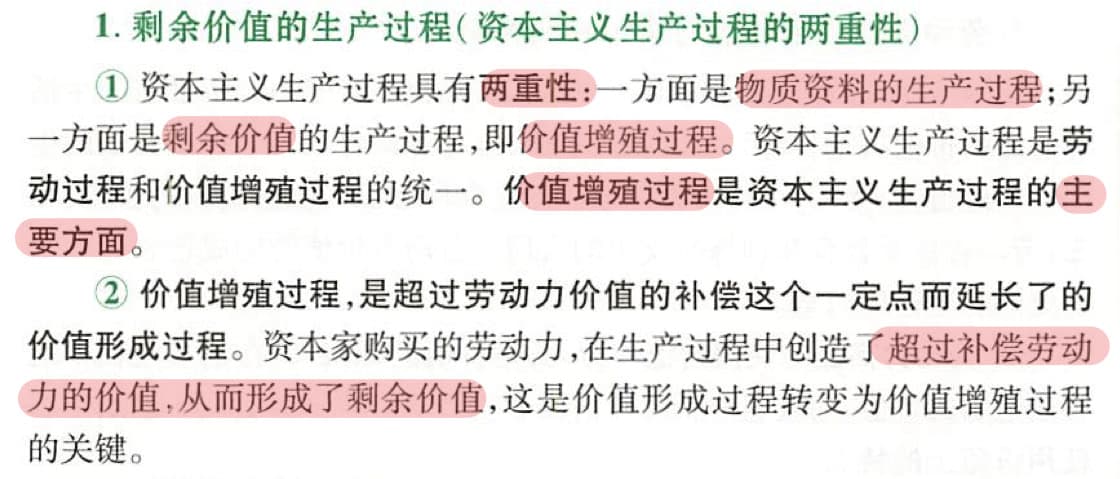 1. 剩余价值的生产过程(资本主义生产过程的两重性)
① 资本主义生产过程具有两重性:一方面是物质资料的生产过程;另
一方面是剩余价值的生产过程,即价值增殖过程。资本主义生产过程是劳
动过程和价值增殖过程的统一。价值增殖过程是资本主义生产过程的主
要方面。
② 价值增殖过程,是超过劳动力价值的补偿这个一定点而延长了的
价值形成过程。资本家购买的劳动力,在生产过程中创造了超过补偿劳动
力的价值,从而形成了剩余价值,这是价值形成过程转变为价值增殖过程
的关键。